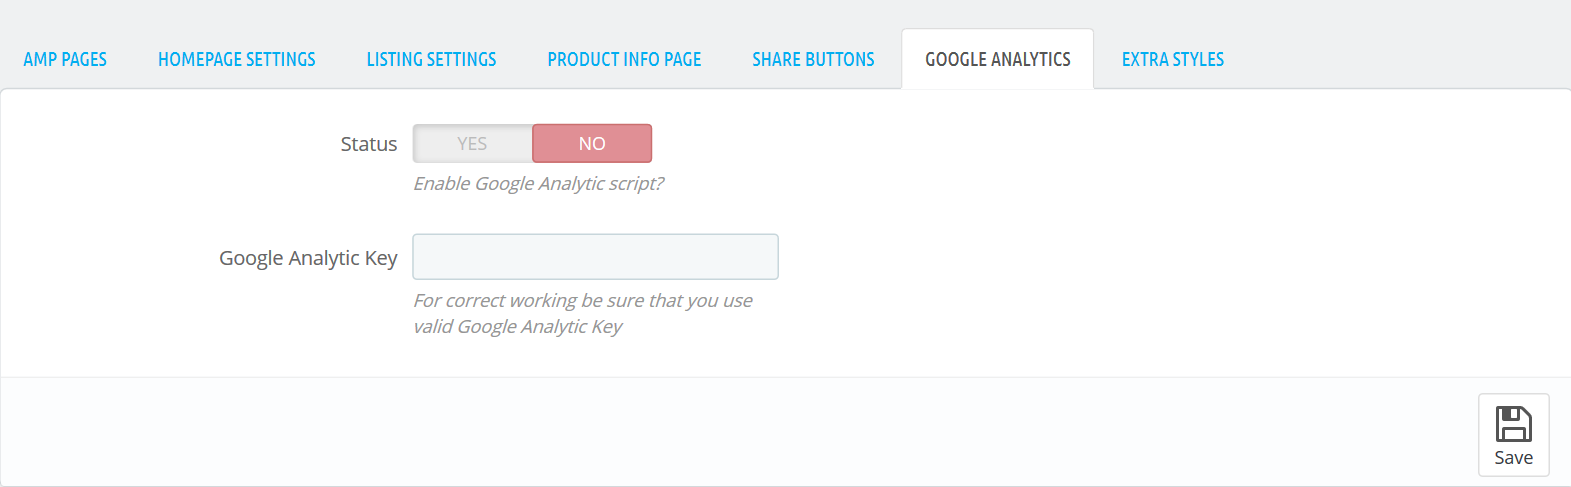 AMP PAGES HOMEPAGE SETTINGS LISTING SETTINGS PRODUCT INFO PAGE SHARE BUTTONS GOOGLE ANALYTICS EXTRA STYLES
Status YES NO
Enable Google Analytic script?
Google Analytic Key
For correct working be sure that you use
valid Google Analytic Key
Save